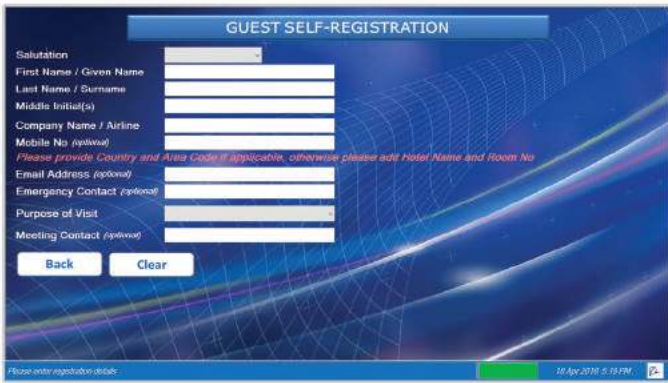 GUEST SELF-REGISTRATION
Salutation
First Name / Given Name
Last Name / Surname
Middle Initial(s)
Company Name / Airline
Mobile No (optional)
Please provide Country and Area Code if applicable, otherwise please add Hotel Name and Room No
Email Address (optional)
Emergency Contact (optional)
Purpose of Visit
Meeting Contact (optional)
Back Clear
Please enter registration details 18 Apr 2016 5:19 PM